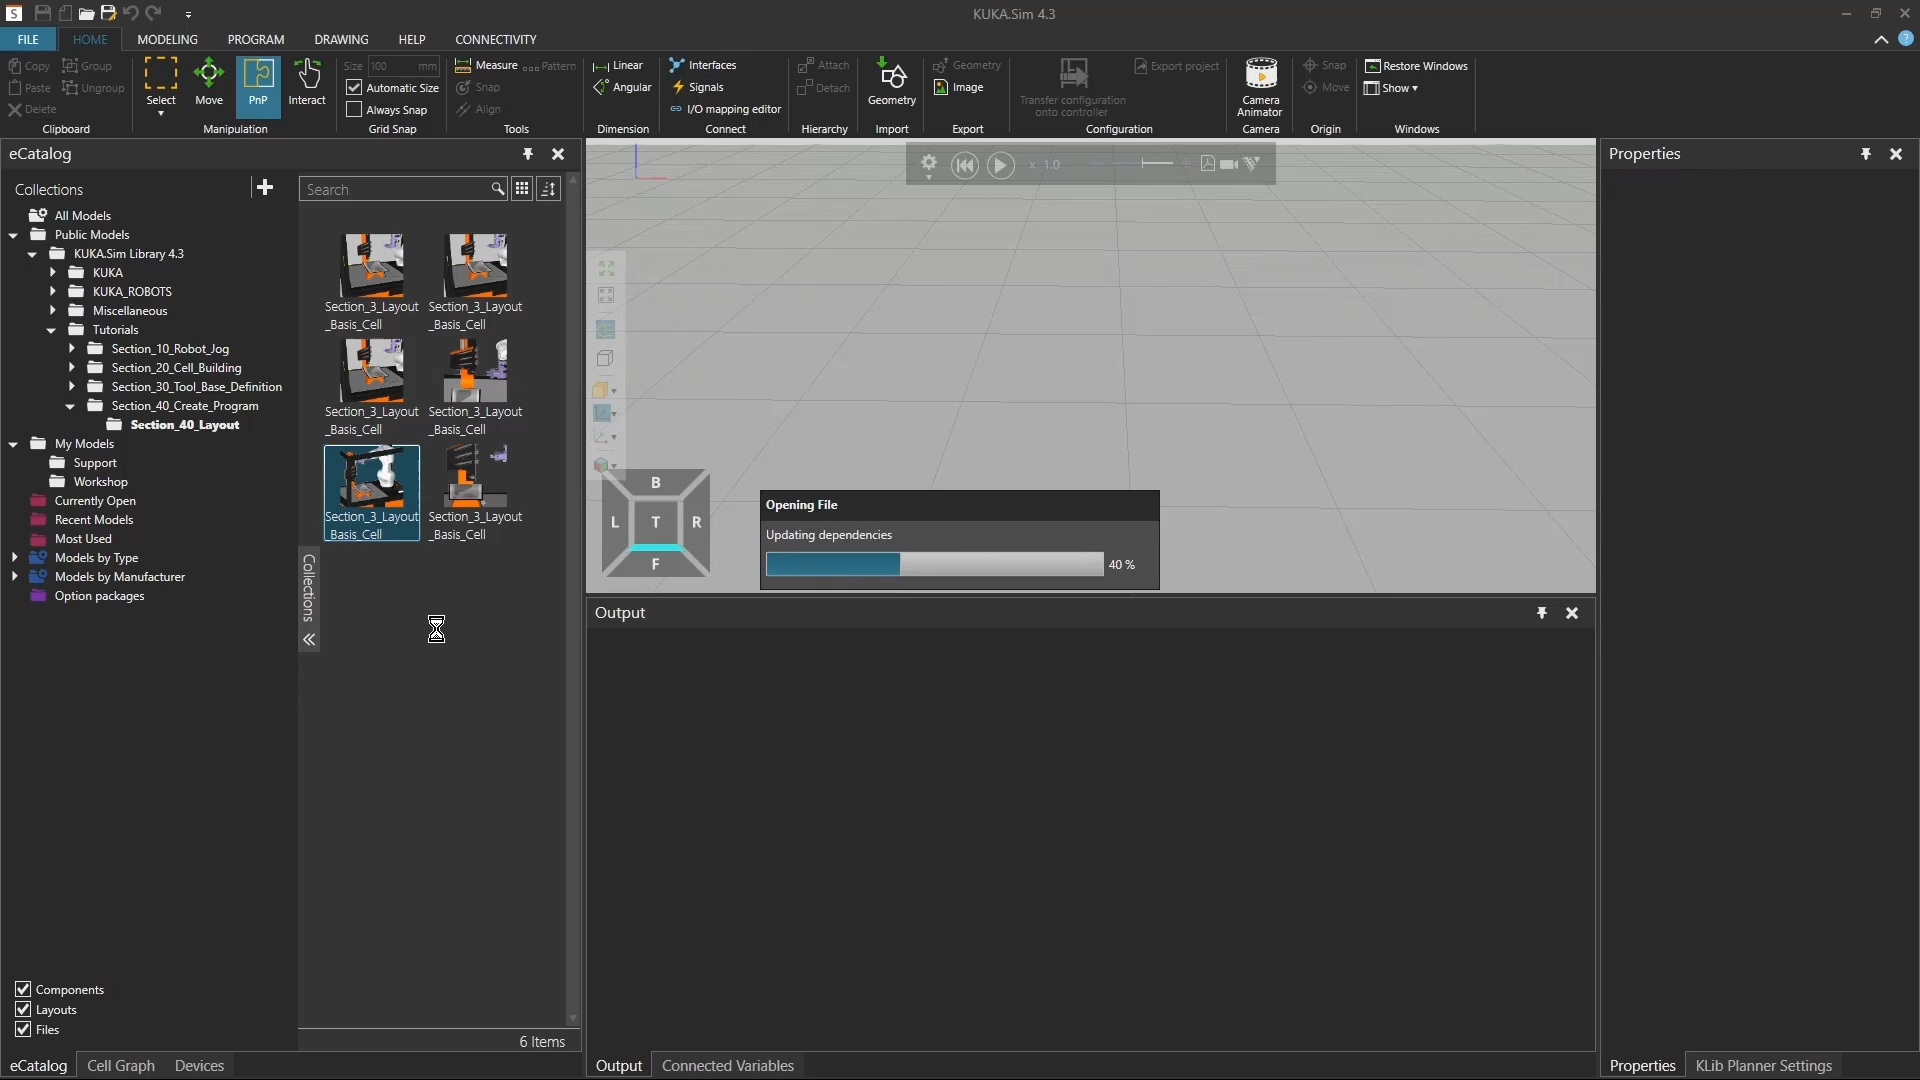 S
KUKA.Sim 4.3
FILE
HOME
MODELING
PROGRAM
DRAWING
HELP
CONNECTIVITY
?
Copy
Group
Paste
Ungroup
Delete
Clipboard
Select
Move
PnP
Interact
Manipulation
Size 100 mm
Automatic Size
Always Snap
Grid Snap
Measure
Pattern
Snap
Align
Tools
Linear
Angular
Dimension
Interfaces
Signals
I/O mapping editor
Connect
Attach
Detach
Hierarchy
Geometry
Import
Geometry
Image
Export
Transfer configuration
onto controller
Export project
Configuration
Camera
Animator
Camera
Snap
Move
Origin
Restore Windows
Show
Windows
eCatalog
Collections
All Models
Public Models
KUKA.Sim Library 4.3
KUKA
KUKA_ROBOTS
Miscellaneous
Tutorials
Section_10_Robot_Jog
Section_20_Cell_Building
Section_30_Tool_Base_Definition
Section_40_Create_Program
Section_40_Layout
My Models
Support
Workshop
Currently Open
Recent Models
Most Used
Models by Type
Models by Manufacturer
Option packages
Components
Layouts
Files
Search
Section_3_Layout
_Basis_Cell
Section_3_Layout
_Basis_Cell
Section_3_Layout
_Basis_Cell
Section_3_Layout
_Basis_Cell
Section_3_Layout
_Basis_Cell
Section_3_Layout
_Basis_Cell
Collections
6 Items
eCatalog
Cell Graph
Devices
x 1.0
B
L
T
R
F
Opening File
Updating dependencies
40 %
Output
Output
Connected Variables
Properties
Properties
KLib Planner Settings